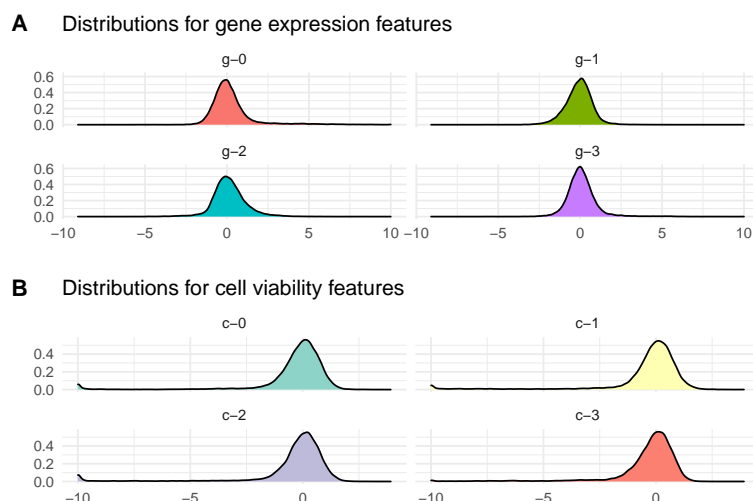 A Distributions for gene expression features
g−0 g−1
0.6
0.4
0.2
0.0
g−2 g−3
0.6
0.4
0.2
0.0
−10 −5 0 5 10 −10 −5 0 5 10
B Distributions for cell viability features
c−0 c−1
0.4
0.2
0.0
c−2 c−3
0.4
0.2
0.0
−10 −5 0 −10 −5 0